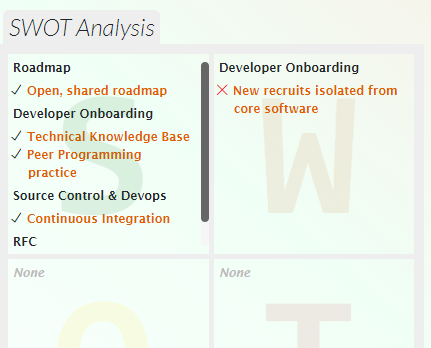 SWOT Analysis
Roadmap
✓ Open, shared roadmap
Developer Onboarding
✓ Technical Knowledge Base
✓ Peer Programming
practice
Source Control & Devops
✓ Continuous Integration
RFC
S
Developer Onboarding
✕ New recruits isolated from
core software
W
None
O
None
T